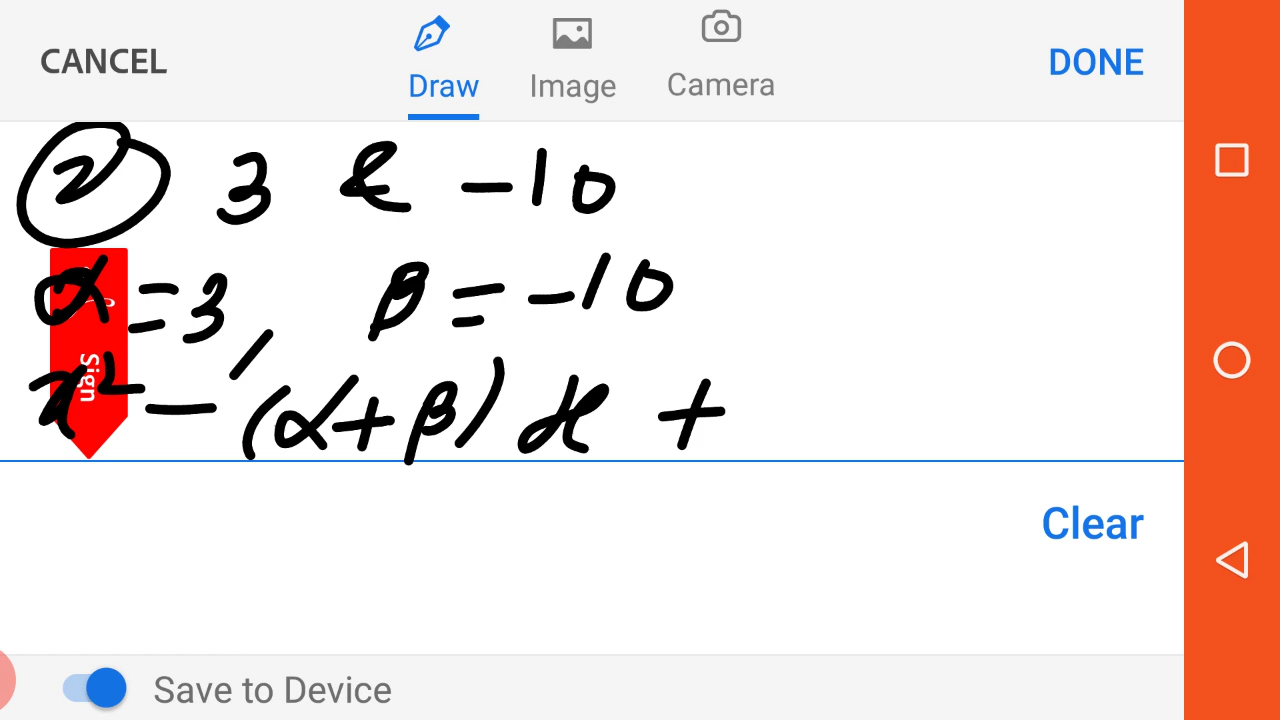 CANCEL
Draw
Image
Camera
DONE
② 3 & -10
α = 3, β = -10
Sign
x² - (α+β) x +
Clear
Save to Device